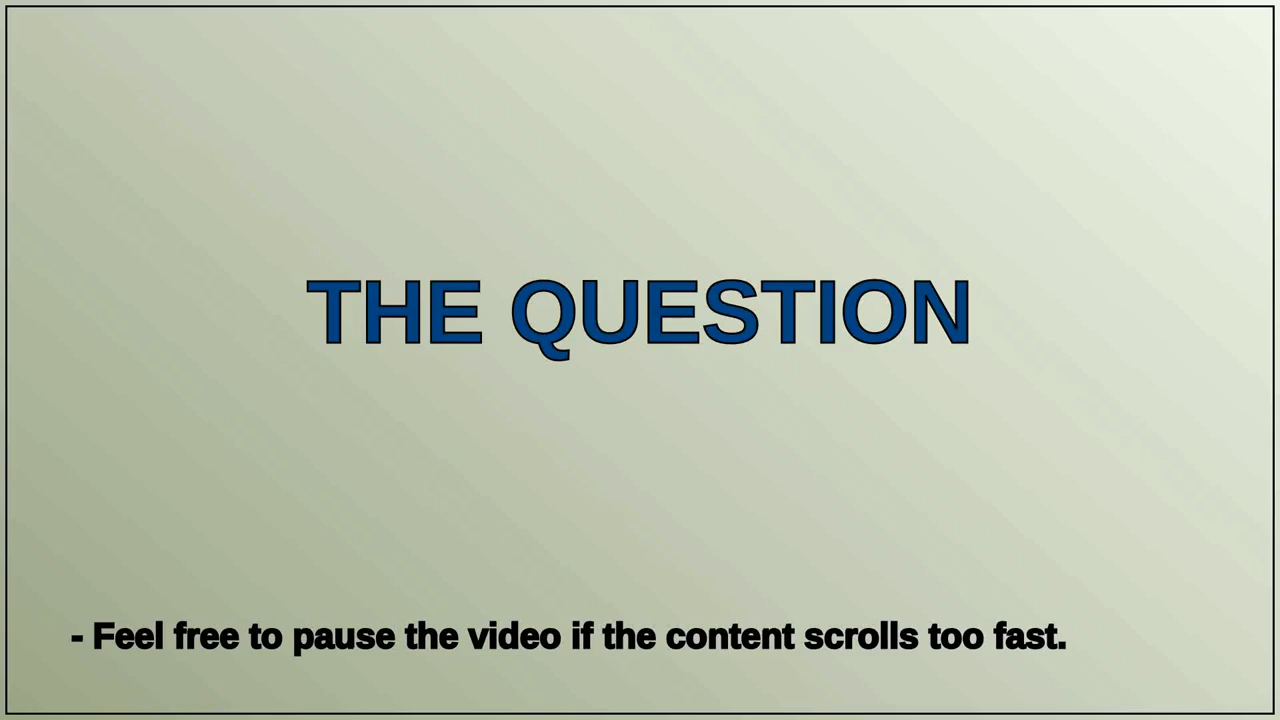 THE QUESTION
- Feel free to pause the video if the content scrolls too fast.